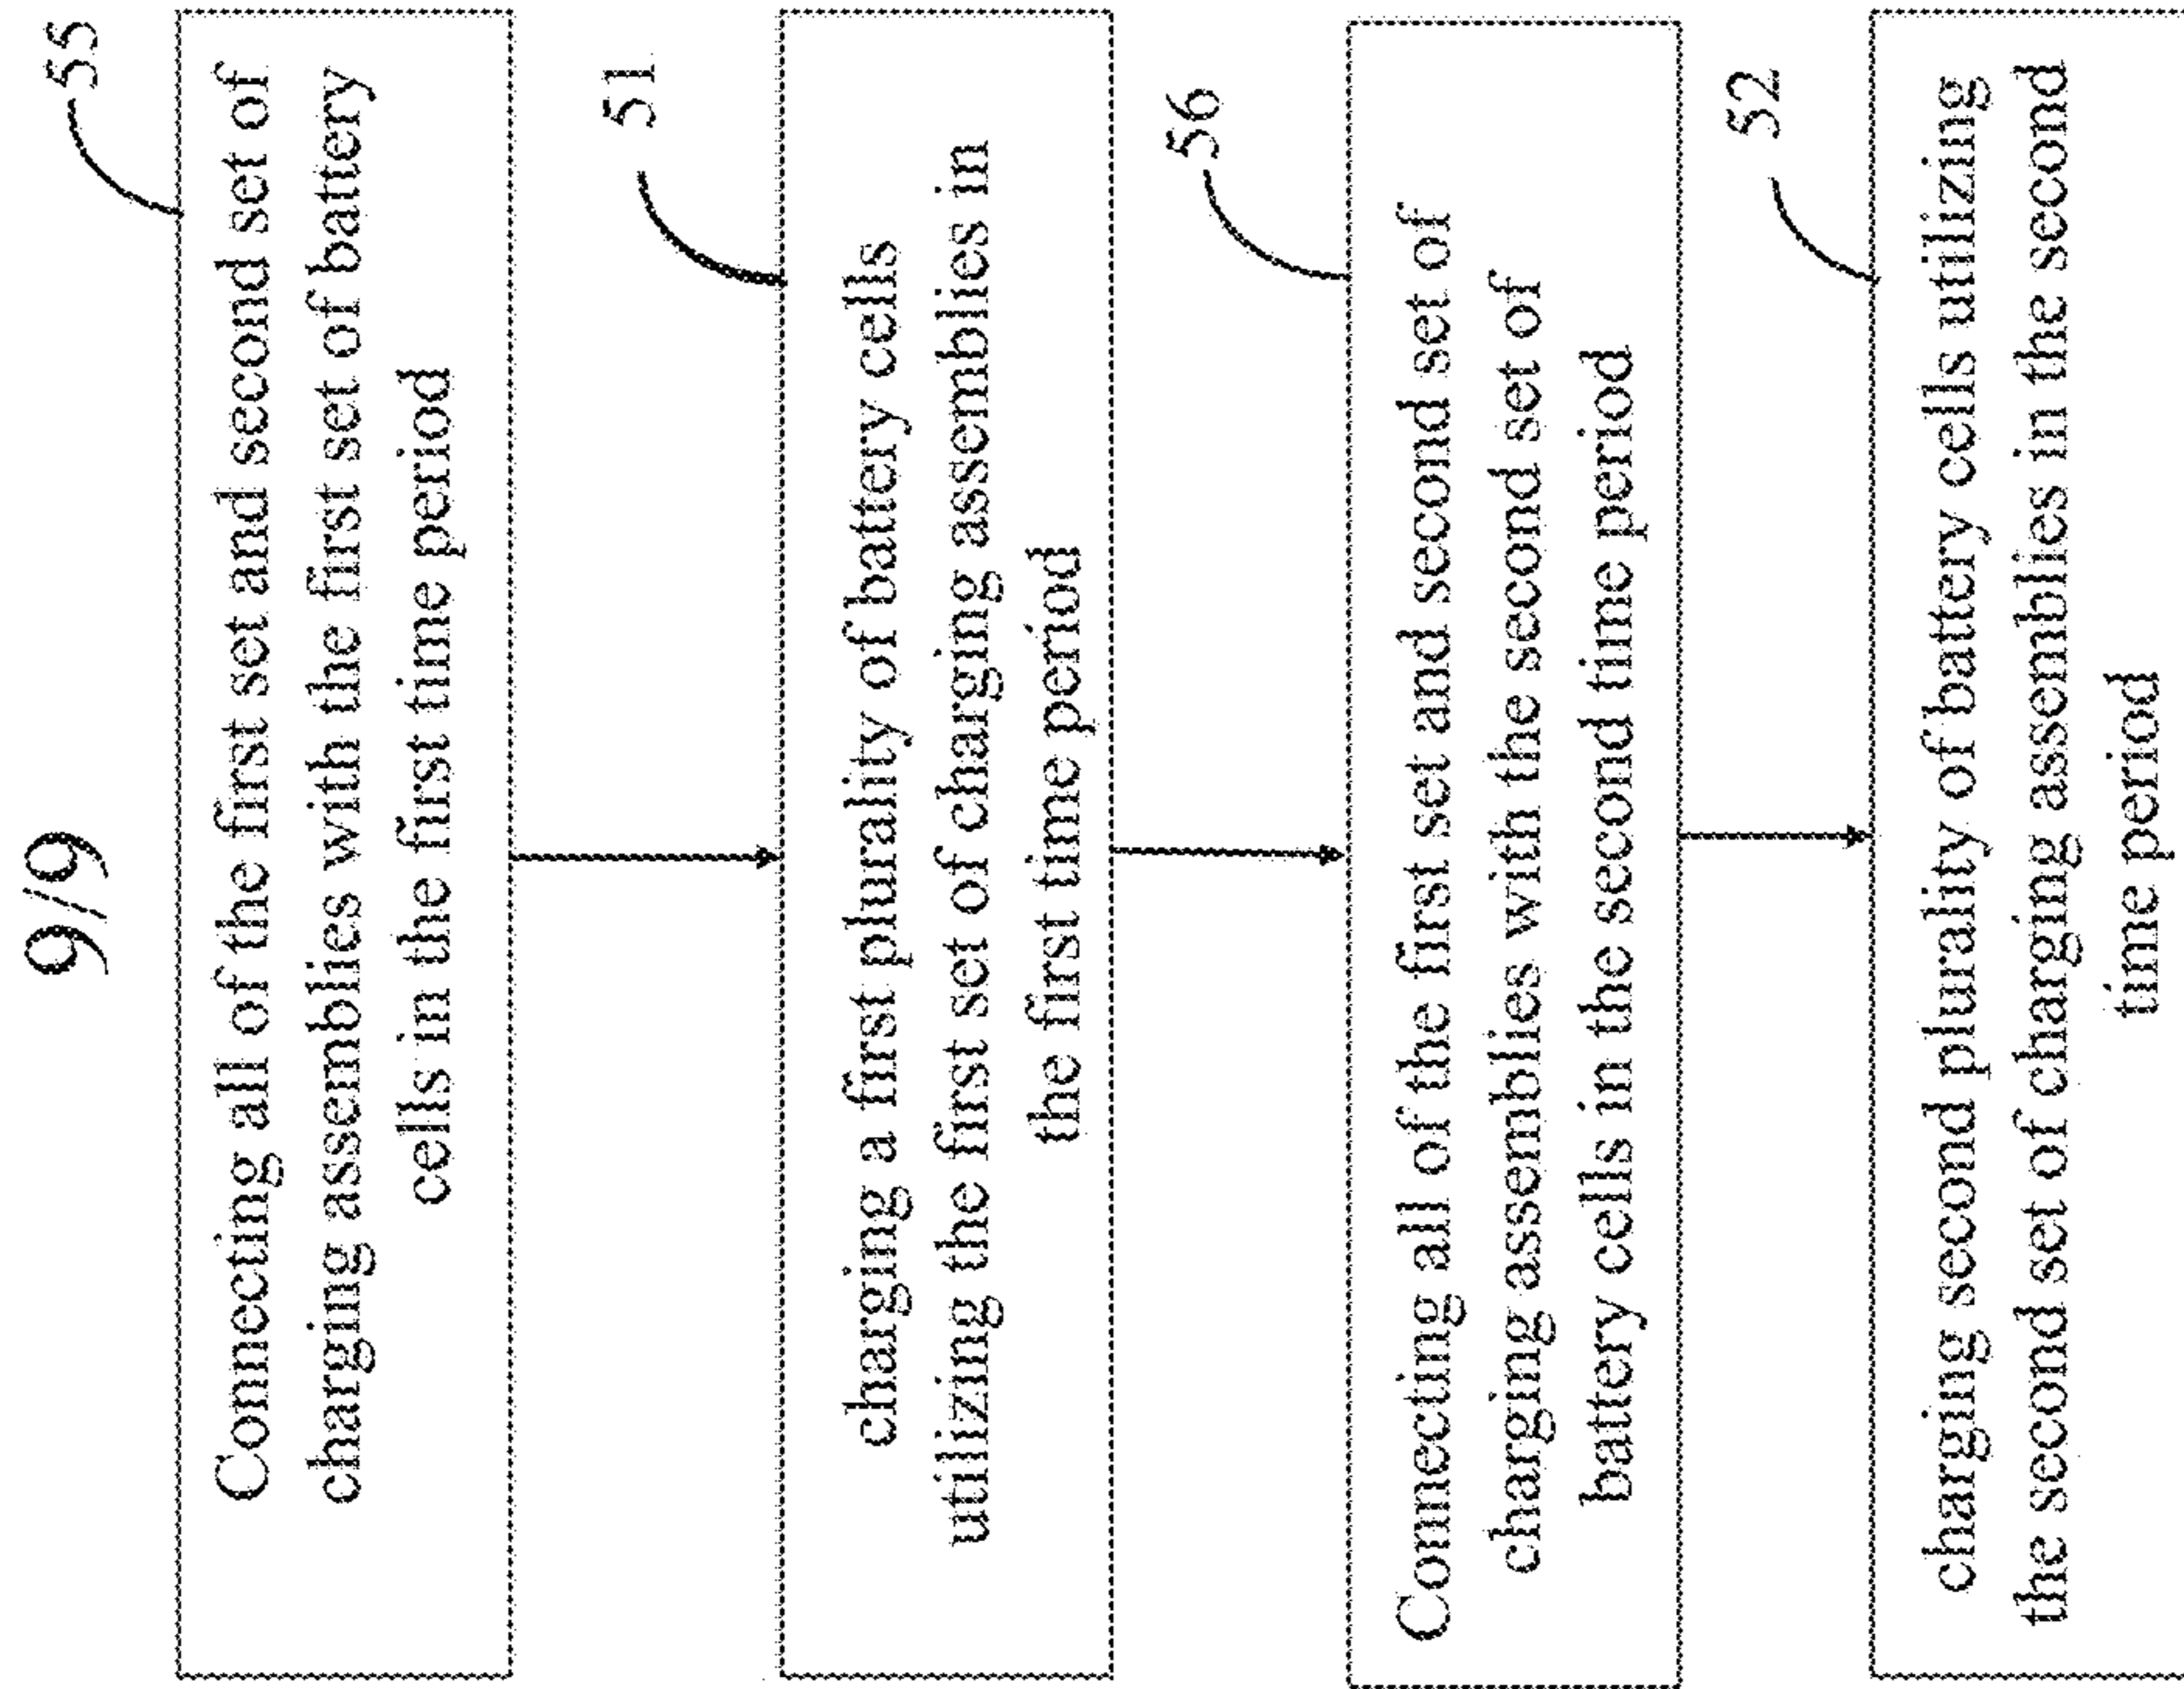 9/9
55
Connecting all of the first set and second set of
charging assemblies with the first set of battery
cells in the first time period
51
charging a first plurality of battery cells
utilizing the first set of charging assemblies in
the first time period
56
Connecting all of the first set and second set of
charging assemblies with the second set of
battery cells in the second time period
52
charging second plurality of battery cells utilizing
the second set of charging assemblies in the second
time period